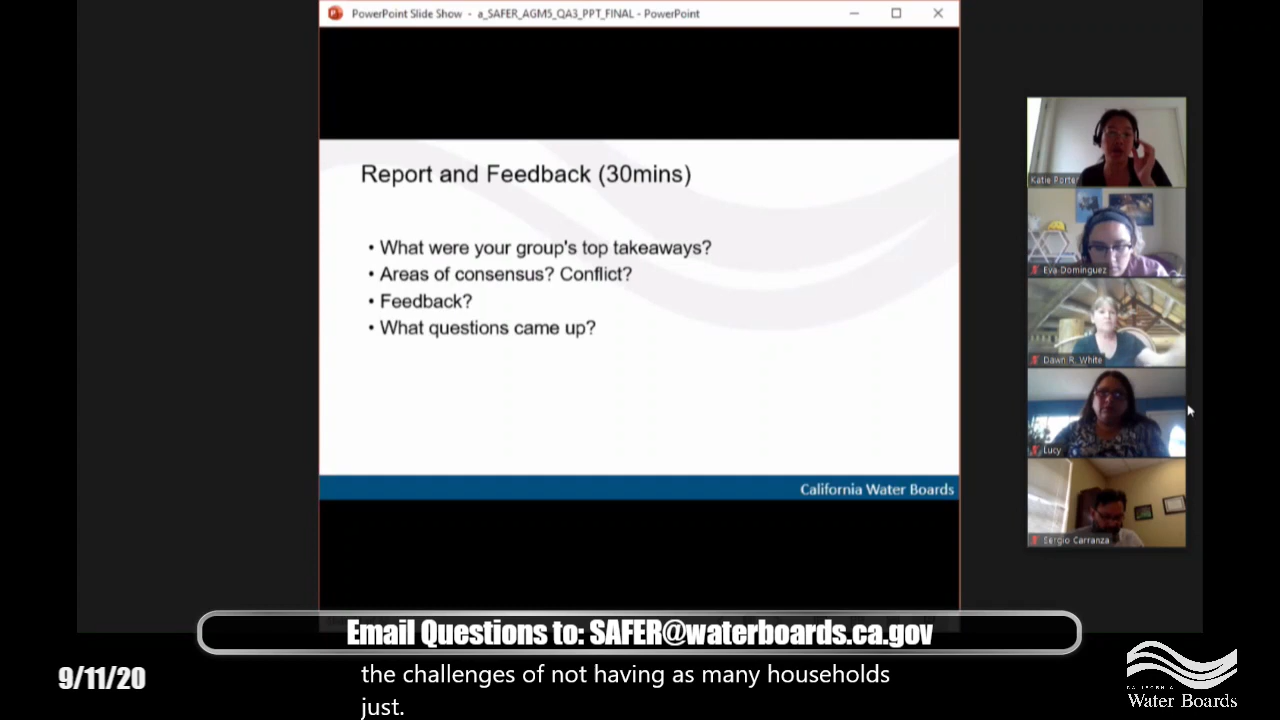 PowerPoint Slide Show - a_SAFER_AGM5_QA3_PPT_FINAL - PowerPoint
Report and Feedback (30mins)
• What were your group's top takeaways?
• Areas of consensus? Conflict?
• Feedback?
• What questions came up?
California Water Boards
Katie Porter
Eva Dominguez
Dawn R. White
Lucy
Sergio Carranza
Email Questions to: SAFER@waterboards.ca.gov
9/11/20
the challenges of not having as many households
just.
CALIFORNIA
Water Boards